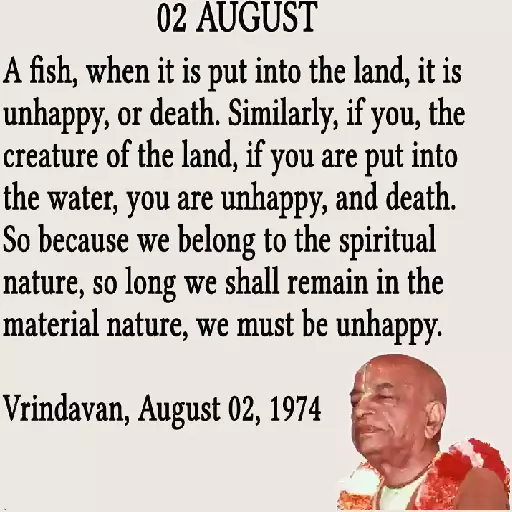 02 AUGUST
A fish, when it is put into the land, it is
unhappy, or death. Similarly, if you, the
creature of the land, if you are put into
the water, you are unhappy, and death.
So because we belong to the spiritual
nature, so long we shall remain in the
material nature, we must be unhappy.
Vrindavan, August 02, 1974